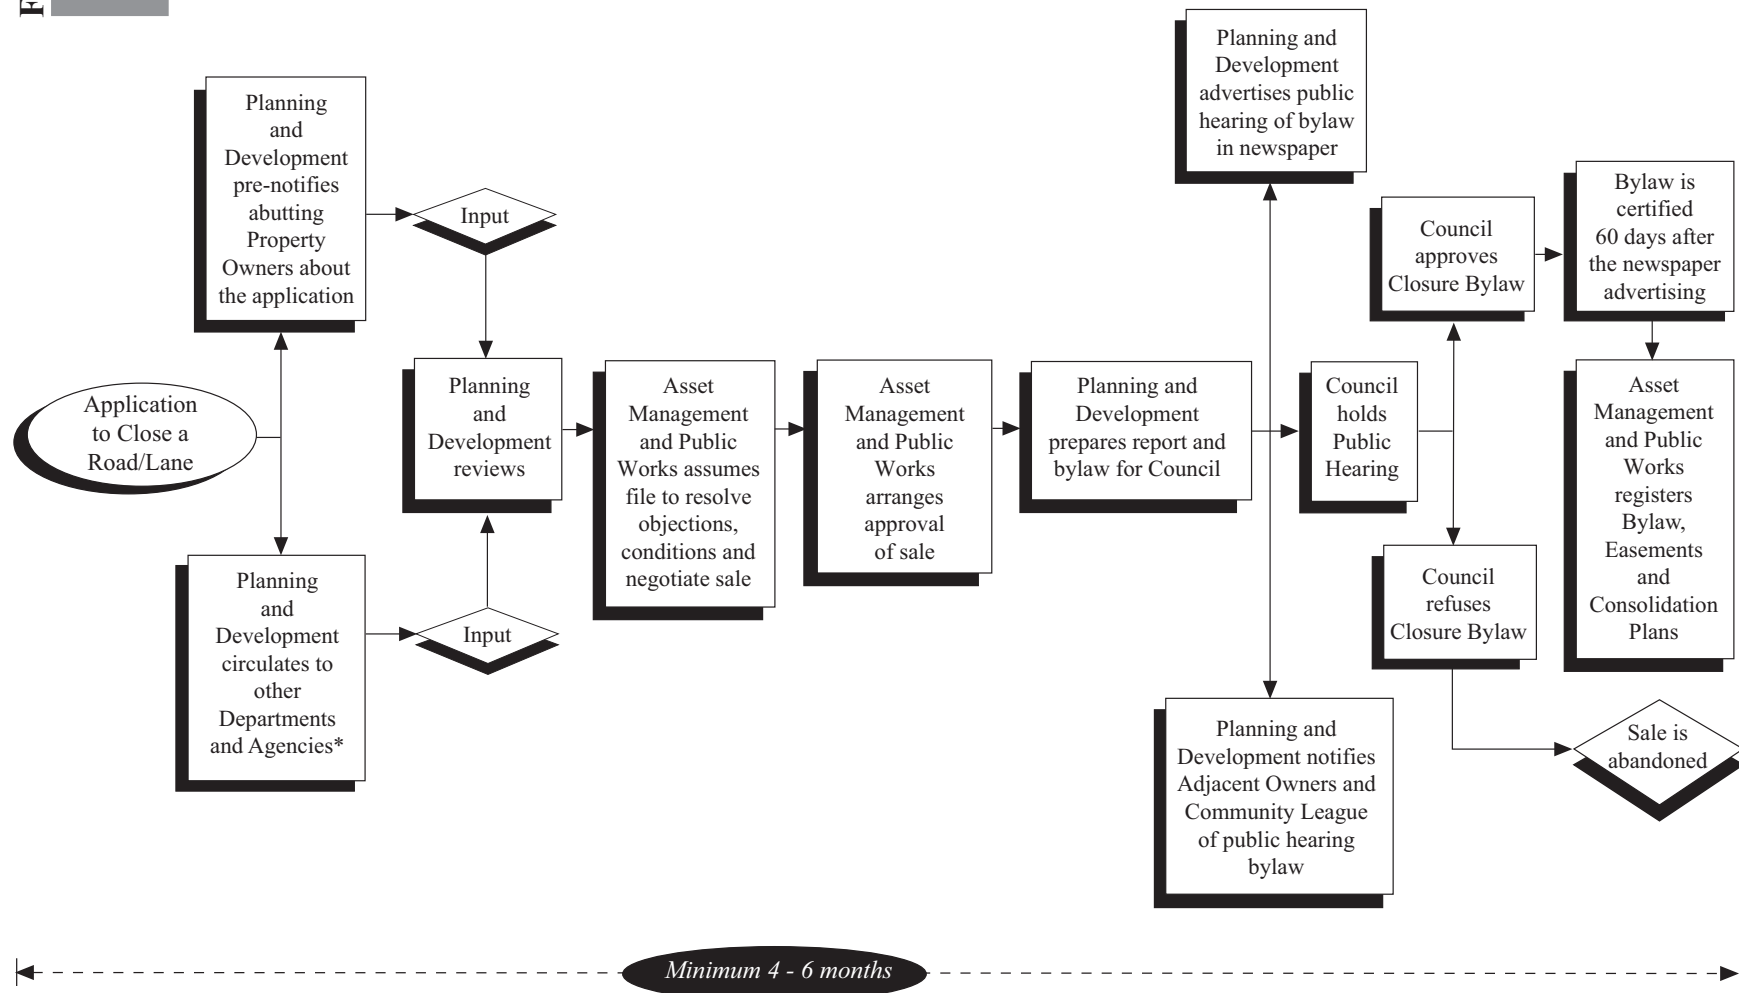 F
Application
to Close a
Road/Lane
Planning
and
Development
pre-notifies
abutting
Property
Owners about
the application
Input
Planning
and
Development
circulates to
other
Departments
and Agencies*
Input
Planning
and
Development
reviews
Asset
Management
and Public
Works assumes
file to resolve
objections,
conditions and
negotiate sale
Asset
Management
and Public
Works
arranges
approval
of sale
Planning and
Development
prepares report and
bylaw for Council
Planning and
Development
advertises public
hearing of bylaw
in newspaper
Planning and
Development notifies
Adjacent Owners and
Community League
of public hearing
bylaw
Council
holds
Public
Hearing
Council
approves
Closure Bylaw
Bylaw is
certified
60 days after
the newspaper
advertising
Asset
Management
and Public
Works
registers
Bylaw,
Easements
and
Consolidation
Plans
Council
refuses
Closure Bylaw
Sale is
abandoned
Minimum 4 - 6 months